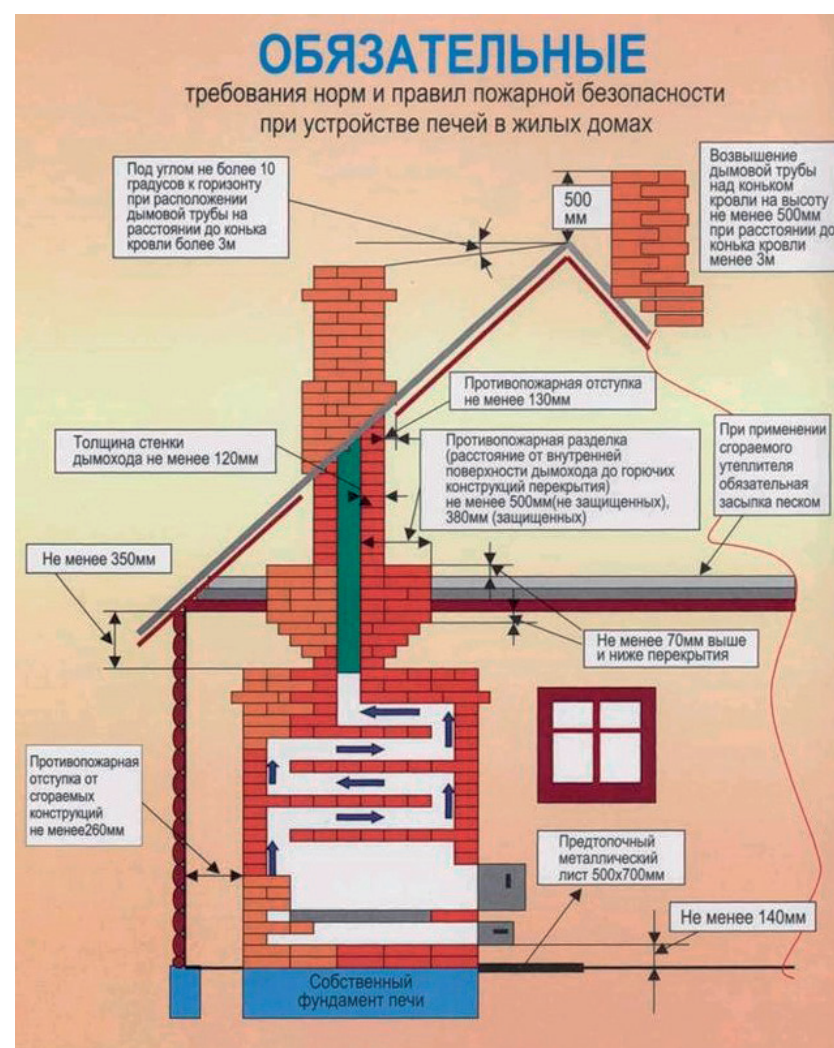 ОБЯЗАТЕЛЬНЫЕ
требования норм и правил пожарной безопасности
при устройстве печей в жилых домах
Под углом не более 10
градусов к горизонту
при расположении
дымовой трубы на
расстоянии до конька
кровли более 3м
500
мм
Возвышение
дымовой трубы
над коньком
кровли на высоту
не менее 500мм
при расстоянии до
конька кровли
менее 3м
Противопожарная отступка
не менее 130мм
Толщина стенки
дымохода не менее 120мм
Противопожарная разделка
(расстояние от внутренней
поверхности дымохода до горючих
конструкций перекрытия)
не менее 500мм(не защищенных),
380мм (защищенных)
При применении
сгораемого
утеплителя
обязательная
засыпка песком
Не менее 350мм
Не менее 70мм выше
и ниже перекрытия
Противопожарная
отступка от
сгораемых
конструкций
не менее260мм
Предтопочный
металлический
лист 500х700мм
Не менее 140мм
Собственный
фундамент печи